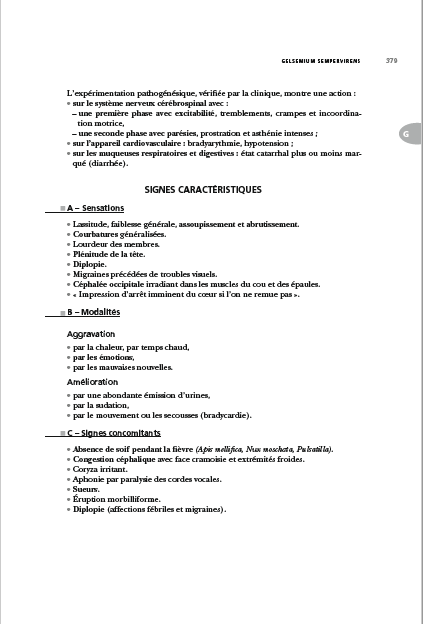 GELSEMIUM SEMPERVIRENS 379
L'expérimentation pathogénésique, vérifiée par la clinique, montre une action :
• sur le système nerveux cérébrospinal avec :
– une première phase avec excitabilité, tremblements, crampes et incoordina-
tion motrice,
– une seconde phase avec parésies, prostration et asthénie intenses ;
• sur l'appareil cardiovasculaire : bradyarythmie, hypotension ;
• sur les muqueuses respiratoires et digestives : état catarrhal plus ou moins mar-
qué (diarrhée).
G
SIGNES CARACTÉRISTIQUES
A – Sensations
• Lassitude, faiblesse générale, assoupissement et abrutissement.
• Courbatures généralisées.
• Lourdeur des membres.
• Plénitude de la tête.
• Diplopie.
• Migraines précédées de troubles visuels.
• Céphalée occipitale irradiant dans les muscles du cou et des épaules.
• « Impression d'arrêt imminent du cœur si l'on ne remue pas ».
B – Modalités
Aggravation
• par la chaleur, par temps chaud,
• par les émotions,
• par les mauvaises nouvelles.
Amélioration
• par une abondante émission d'urines,
• par la sudation,
• par le mouvement ou les secousses (bradycardie).
C – Signes concomitants
• Absence de soif pendant la fièvre (Apis mellifica, Nux moschata, Pulsatilla).
• Congestion céphalique avec face cramoisie et extrémités froides.
• Coryza irritant.
• Aphonie par paralysie des cordes vocales.
• Sueurs.
• Éruption morbilliforme.
• Diplopie (affections fébriles et migraines).